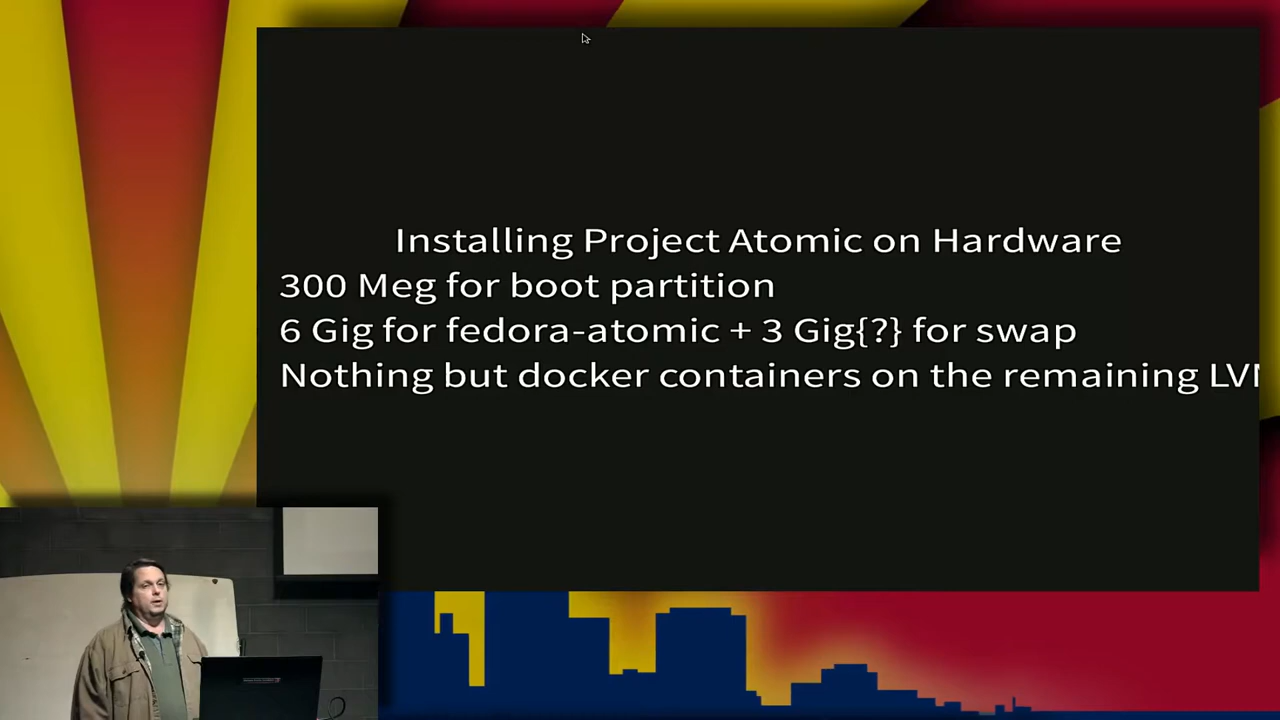 Installing Project Atomic on Hardware
300 Meg for boot partition
6 Gig for fedora-atomic + 3 Gig{?} for swap
Nothing but docker containers on the remaining